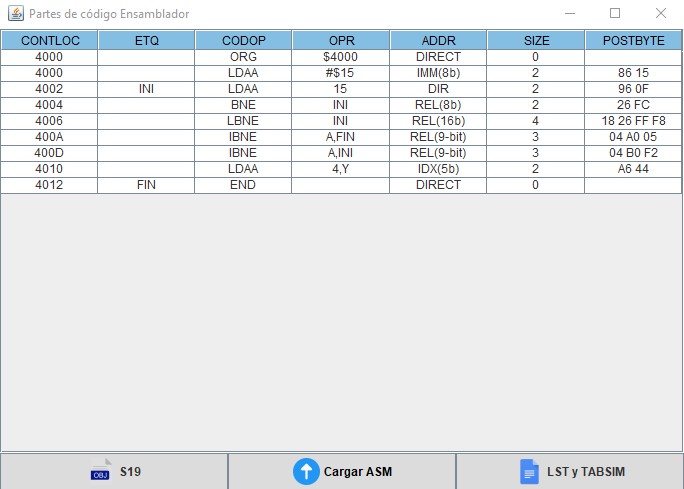 Partes de código Ensamblador
CONTLOC ETQ CODOP OPR ADDR SIZE POSTBYTE
4000 ORG $4000 DIRECT 0
4000 LDAA #$15 IMM(8b) 2 86 15
4002 INI LDAA 15 DIR 2 96 0F
4004 BNE INI REL(8b) 2 26 FC
4006 LBNE INI REL(16b) 4 18 26 FF F8
400A IBNE A,FIN REL(9-bit) 3 04 A0 05
400D IBNE A,INI REL(9-bit) 3 04 B0 F2
4010 LDAA 4,Y IDX(5b) 2 A6 44
4012 FIN END DIRECT 0
OBJ S19 Cargar ASM LST y TABSIM